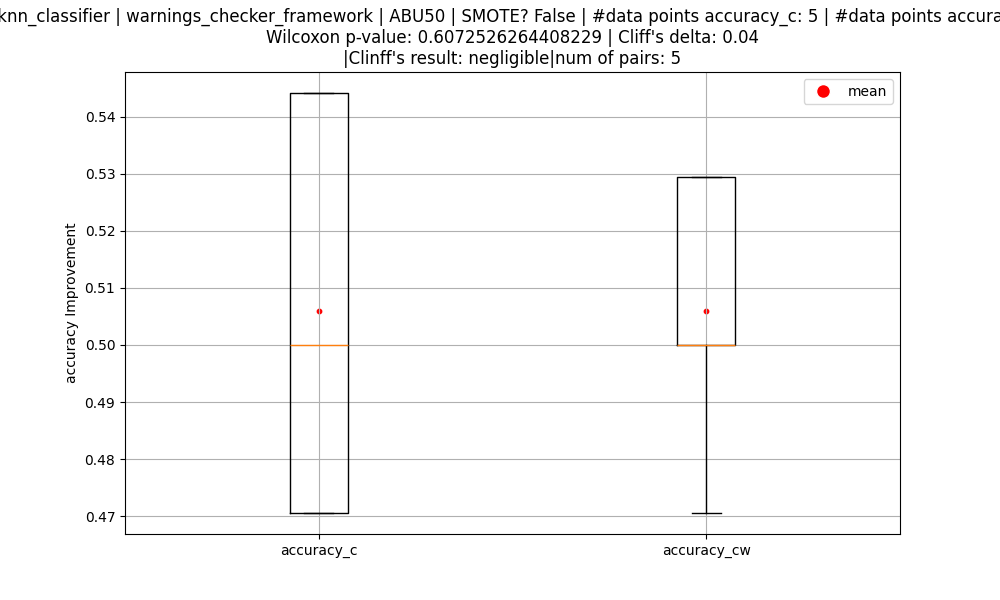 knn_classifier | warnings_checker_framework | ABU50 | SMOTE? False | #data points accuracy_c: 5 | #data points
Wilcoxon p-value: 0.6072526264408229 | Cliff's delta: 0.04
|Clinff's result: negligible|num of pairs: 5
mean
0.54
0.53
0.52
0.51
0.50
0.49
0.48
0.47
accuracy Improvement
accuracy_c
accuracy_cw